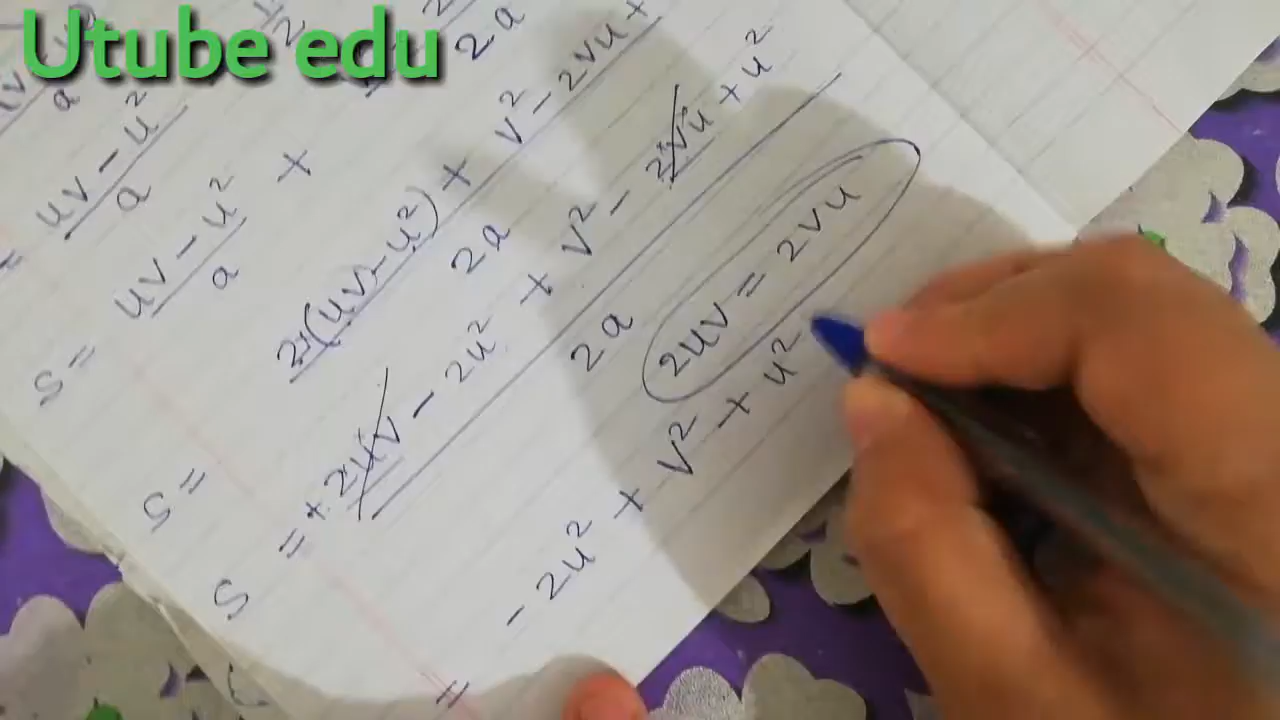 Utube edu
= uv - u² / a
S = uv - u² / a +
2a
S = 2×(uv - u²) + v² - 2vu + / 2a
S = + 2uv - 2u² + v² - 2vu + u² / 2a
2uv = 2vu
= - 2u² + v² + u²